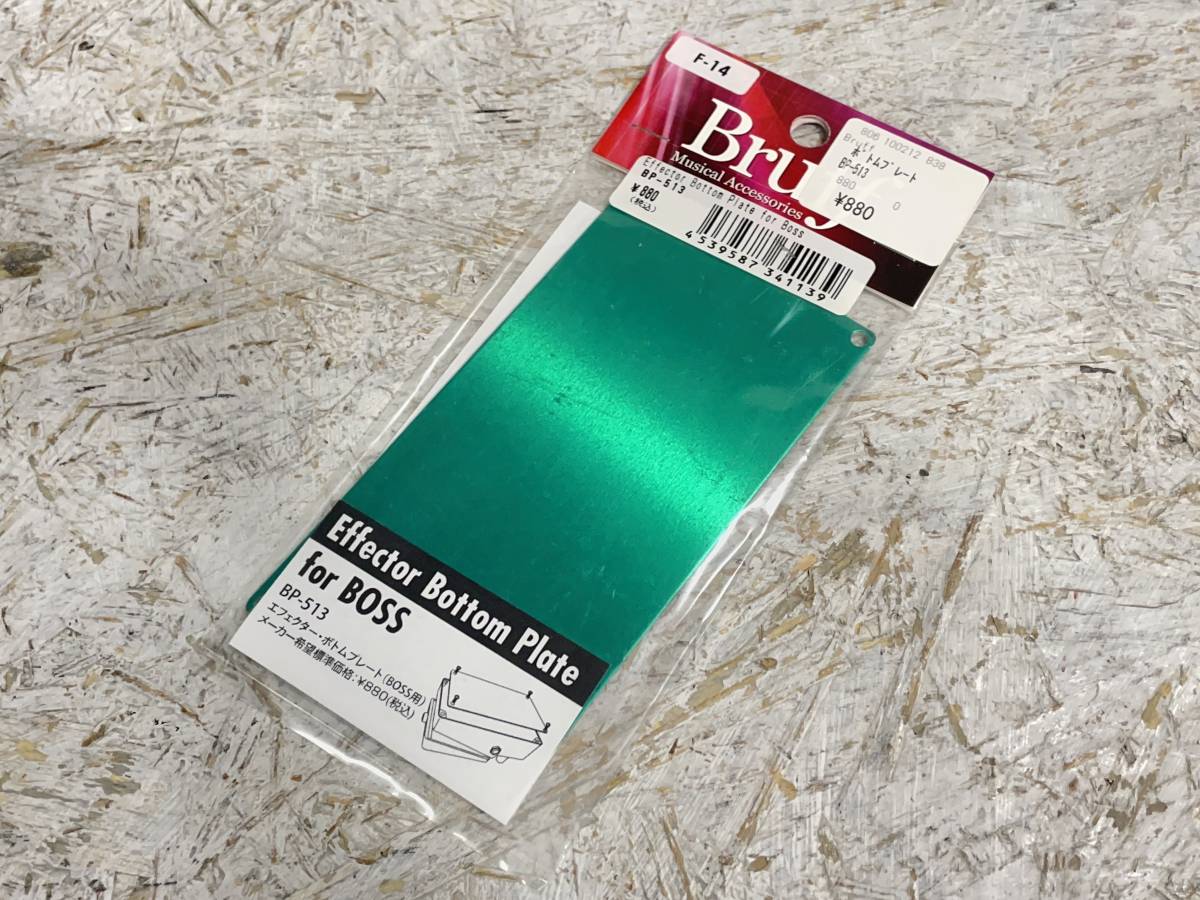 F-14
Bru
Musical Accessories
806 100212 838
Bruff
ボトムプレート
BP-513
880
0
¥880
Effector Bottom Plate for Boss
BP-513
¥880
(税込)
4 539587 341139
Effector Bottom Plate
for BOSS
BP-513
エフェクター・ボトムプレート(BOSS用)
メーカー希望標準価格:¥880(税込)